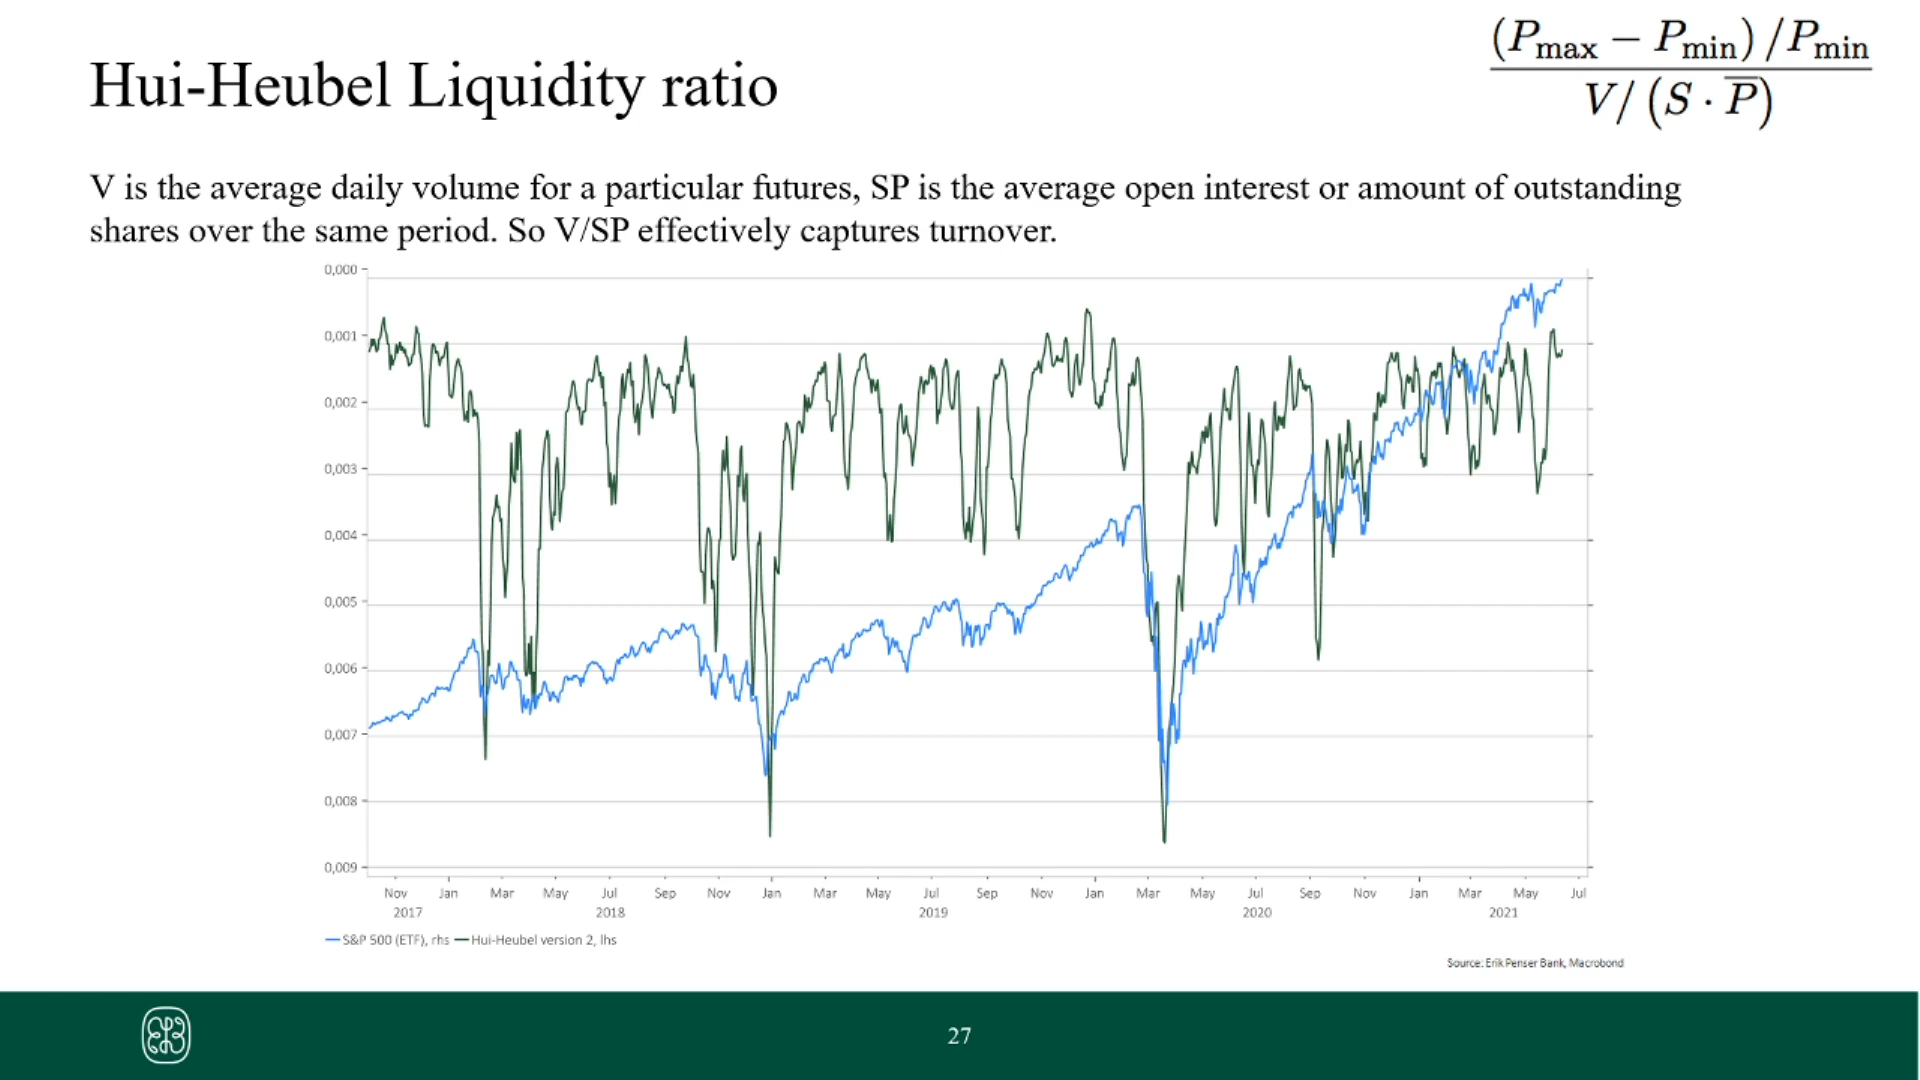 Hui-Heubel Liquidity ratio
(P_max − P_min) / P_min
V / (S · P̅)
V is the average daily volume for a particular futures, SP is the average open interest or amount of outstanding
shares over the same period. So V/SP effectively captures turnover.
0,000
0,001
0,002
0,003
0,004
0,005
0,006
0,007
0,008
0,009
Nov Jan Mar May Jul Sep Nov Jan Mar May Jul Sep Nov Jan Mar May Jul Sep Nov Jan Mar May Jul
2017 2018 2019 2020 2021
S&P 500 (ETF), rhs Hui-Heubel version 2, lhs
Source: Erik Penser Bank, Macrobond
27